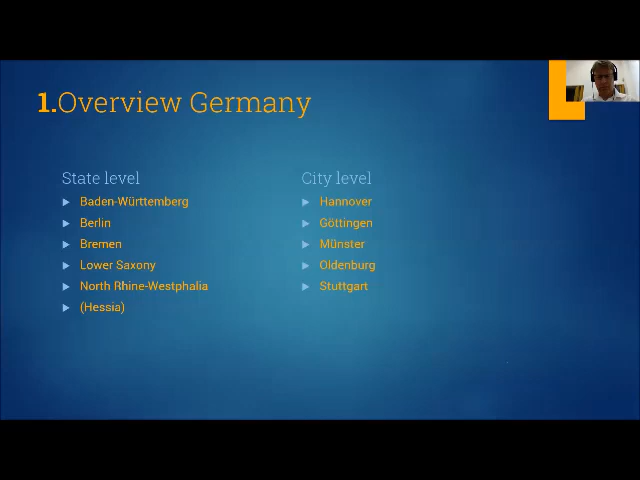 1.Overview Germany
State level
Baden-Württemberg
Berlin
Bremen
Lower Saxony
North Rhine-Westphalia
(Hessia)
City level
Hannover
Göttingen
Münster
Oldenburg
Stuttgart